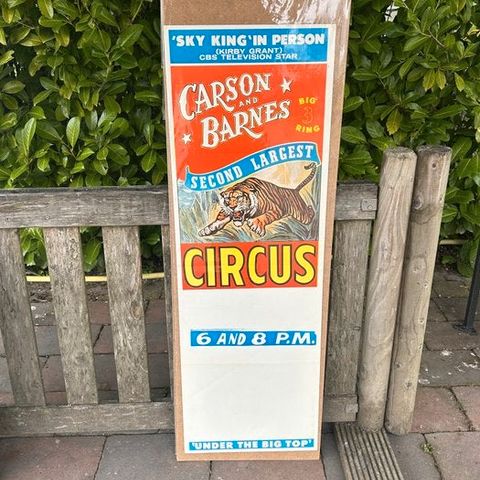 'SKY KING' IN PERSON
(KIRBY GRANT)
CBS TELEVISION STAR
CARSON
AND
BARNES
BIG
3
RING
SECOND LARGEST
CIRCUS
6 AND 8 P.M.
'UNDER THE BIG TOP'